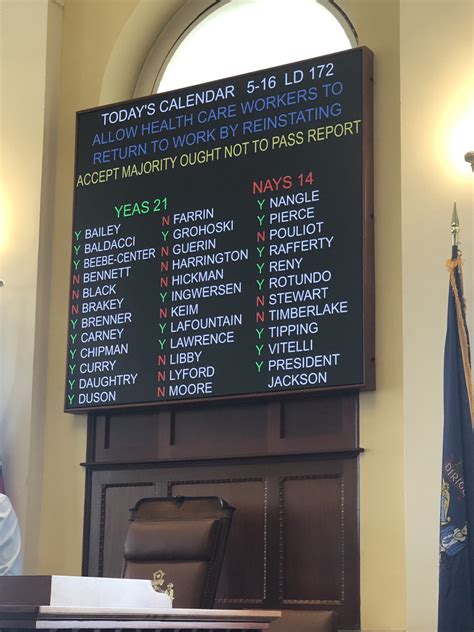 TODAY'S CALENDAR 5-16 LD 172
ALLOW HEALTH CARE WORKERS TO
RETURN TO WORK BY REINSTATING
ACCEPT MAJORITY OUGHT NOT TO PASS REPORT
YEAS 21
NAYS 14
Y BAILEY
Y BALDACCI
Y BEEBE-CENTER
N BENNETT
N BLACK
N BRAKEY
Y BRENNER
Y CARNEY
Y CHIPMAN
Y CURRY
Y DAUGHTRY
Y DUSON
N FARRIN
Y GROHOSKI
N GUERIN
N HARRINGTON
N HICKMAN
Y INGWERSEN
N KEIM
Y LAFOUNTAIN
Y LAWRENCE
N LIBBY
N LYFORD
N MOORE
Y NANGLE
Y PIERCE
N POULIOT
Y RAFFERTY
Y RENY
Y ROTUNDO
N STEWART
N TIMBERLAKE
Y TIPPING
Y VITELLI
Y PRESIDENT
JACKSON